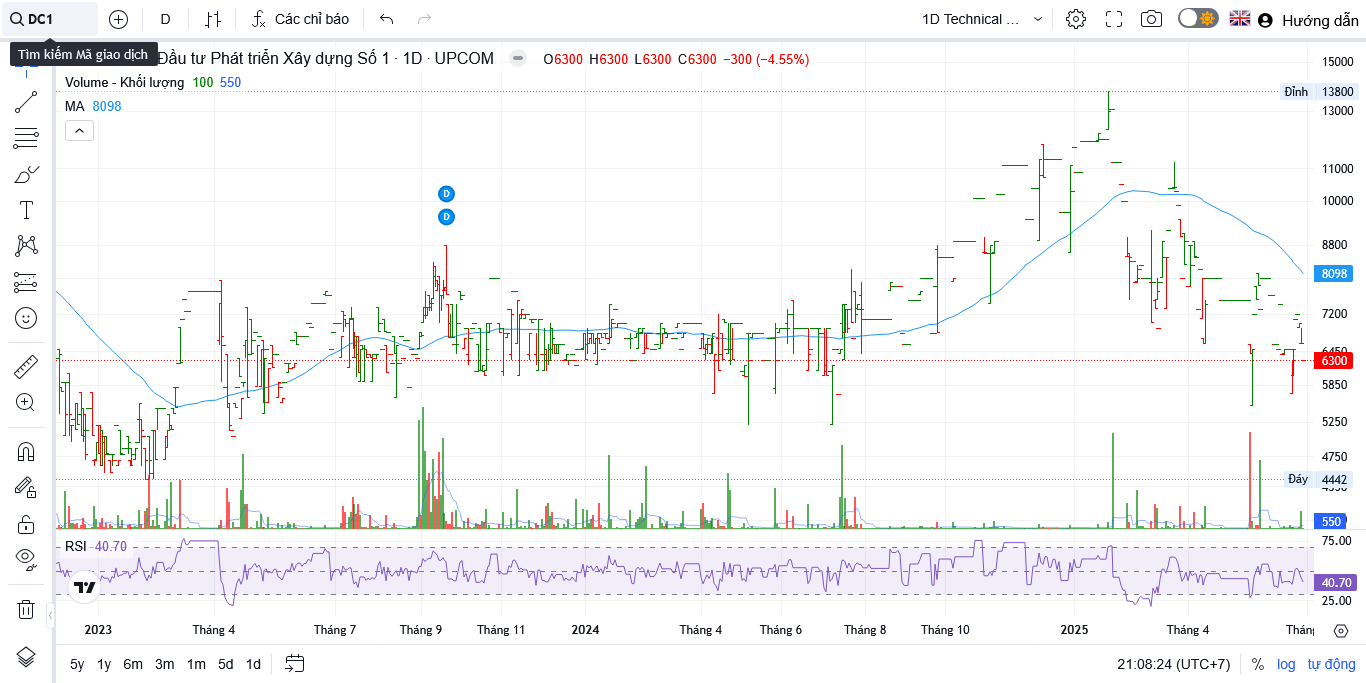 DC1
D
Các chỉ báo
1D Technical ...
Hướng dẫn
Tìm kiếm Mã giao dịch
Đầu tư Phát triển Xây dựng Số 1 · 1D · UPCOM
O6300 H6300 L6300 C6300 −300 (−4.55%)
Volume - Khối lượng 100 550
MA 8098
D
D
15000
Đỉnh 13800
13000
11000
10000
8800
8098
7200
6450
6300
5850
5250
4750
Đáy 4442
550
RSI 40.70
75.00
40.70
25.00
2023 Tháng 4 Tháng 7 Tháng 9 Tháng 11 2024 Tháng 4 Tháng 6 Tháng 8 Tháng 10 2025 Tháng 4 Thán
5y 1y 6m 3m 1m 5d 1d
21:08:24 (UTC+7) % log tự động